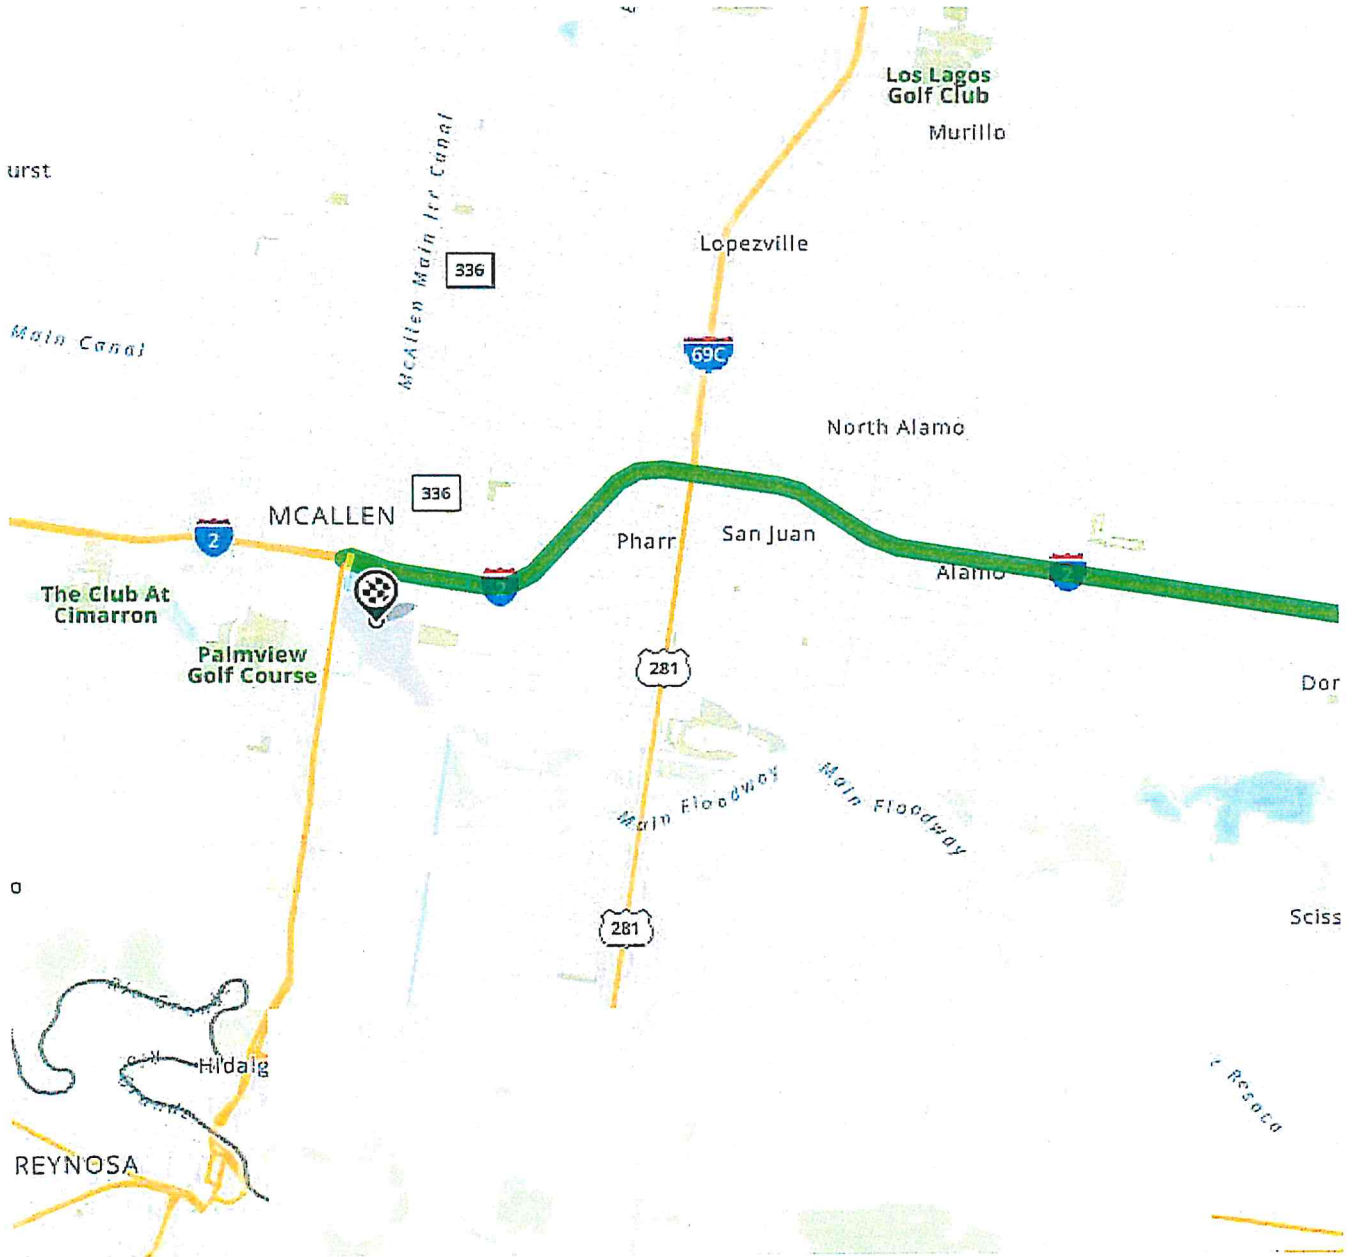 Los Lagos
Golf Club
Murillo
urst
McAllen Main
Canal
Lopezville
336
Main Canal
69C
North Alamo
336
MCALLEN
2
San Juan
Pharr
Alamo
2
The Club At
Cimarron
Palmview
Golf Course
281
Dor
Main Floodway
Main Floodway
281
Sciss
Hidalg
Resaca
REYNOSA